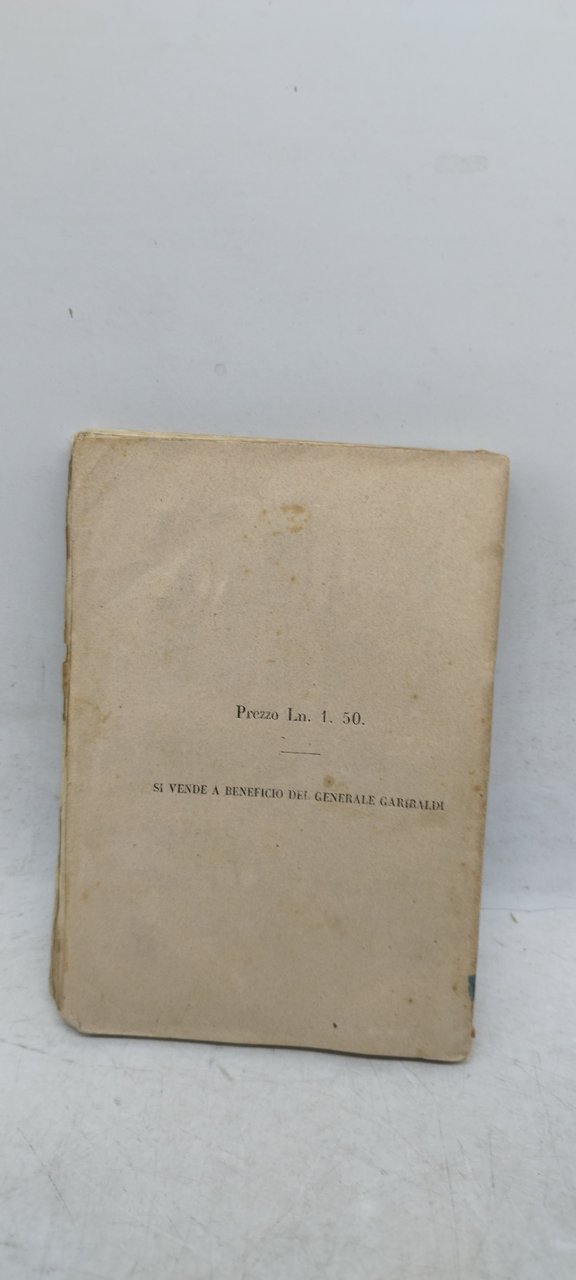 Prezzo Ln. 1. 50.
SI VENDE A BENEFICIO DEL GENERALE GARIBALDI